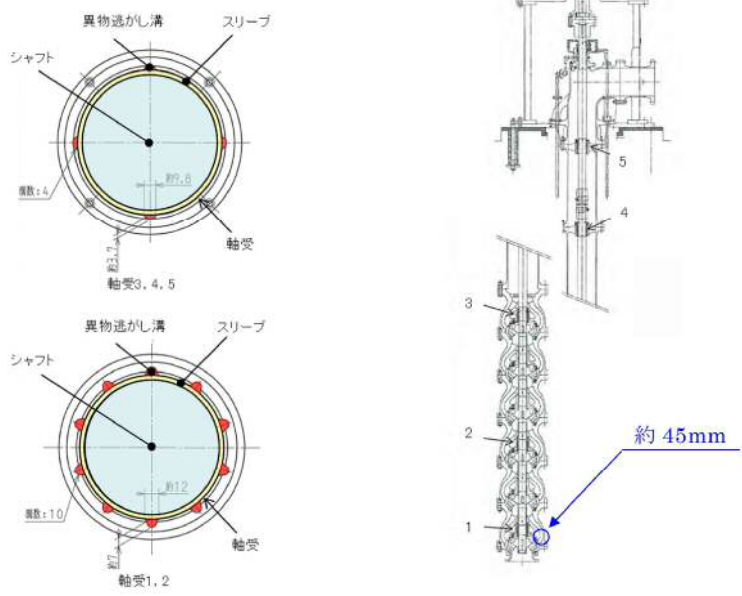 異物逃がし溝
スリーブ
シャフト
約9.8
個数:4
約3.7
軸受
軸受3, 4, 5
異物逃がし溝
スリーブ
シャフト
約12
個数:10
約7
軸受
軸受1, 2
5
4
3
2
1
約 45mm